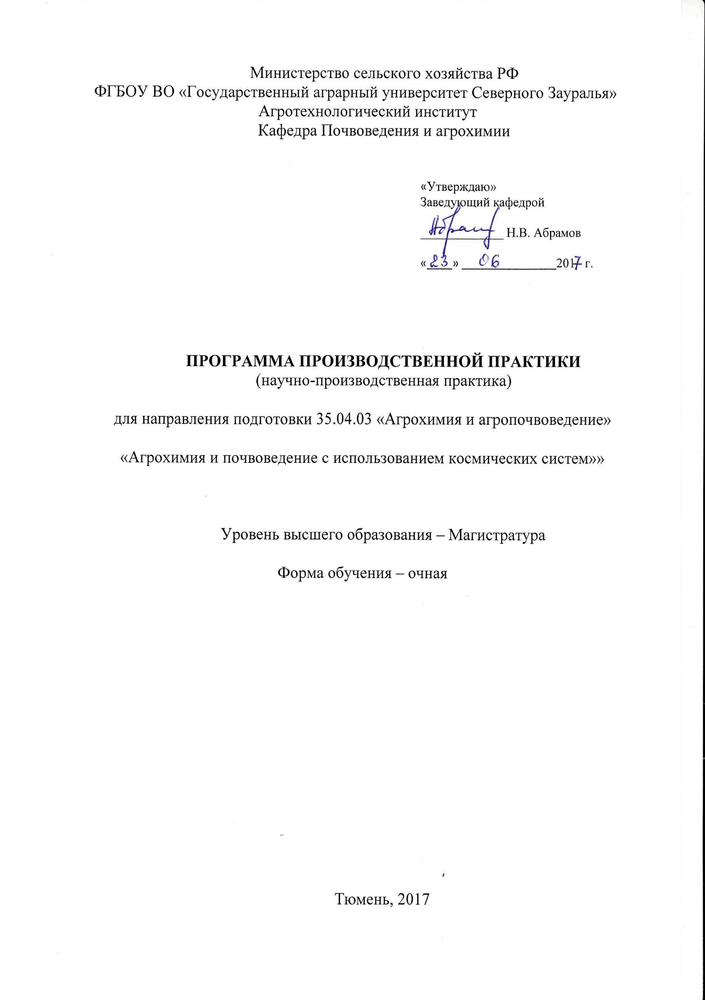 Министерство сельского хозяйства РФ
ФГБОУ ВО «Государственный аграрный университет Северного Зауралья»
Агротехнологический институт
Кафедра Почвоведения и агрохимии
«Утверждаю»
Заведующий кафедрой
Абрамов Н.В. Абрамов
«23» 06 2017 г.
ПРОГРАММА ПРОИЗВОДСТВЕННОЙ ПРАКТИКИ
(научно-производственная практика)
для направления подготовки 35.04.03 «Агрохимия и агропочвоведение»
«Агрохимия и почвоведение с использованием космических систем»»
Уровень высшего образования – Магистратура
Форма обучения – очная
Тюмень, 2017